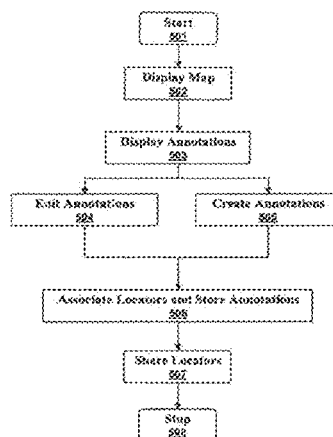 Start
501
Display Map
502
Display Annotations
503
Edit Annotations
504
Create Annotations
505
Associate Locators and Store Annotations
506
Share Locators
507
Stop
508